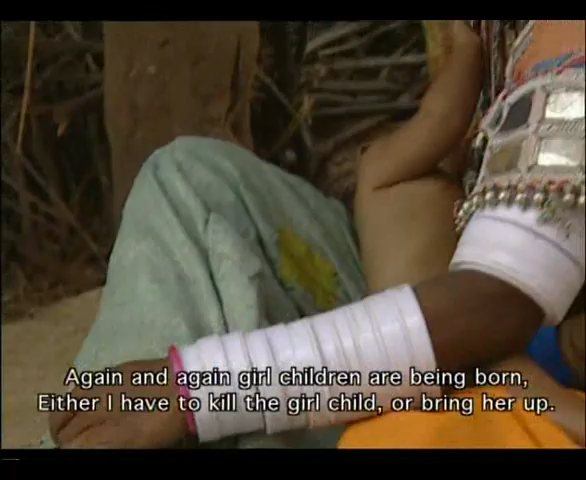 Again and again girl children are being born,
Either I have to kill the girl child, or bring her up.